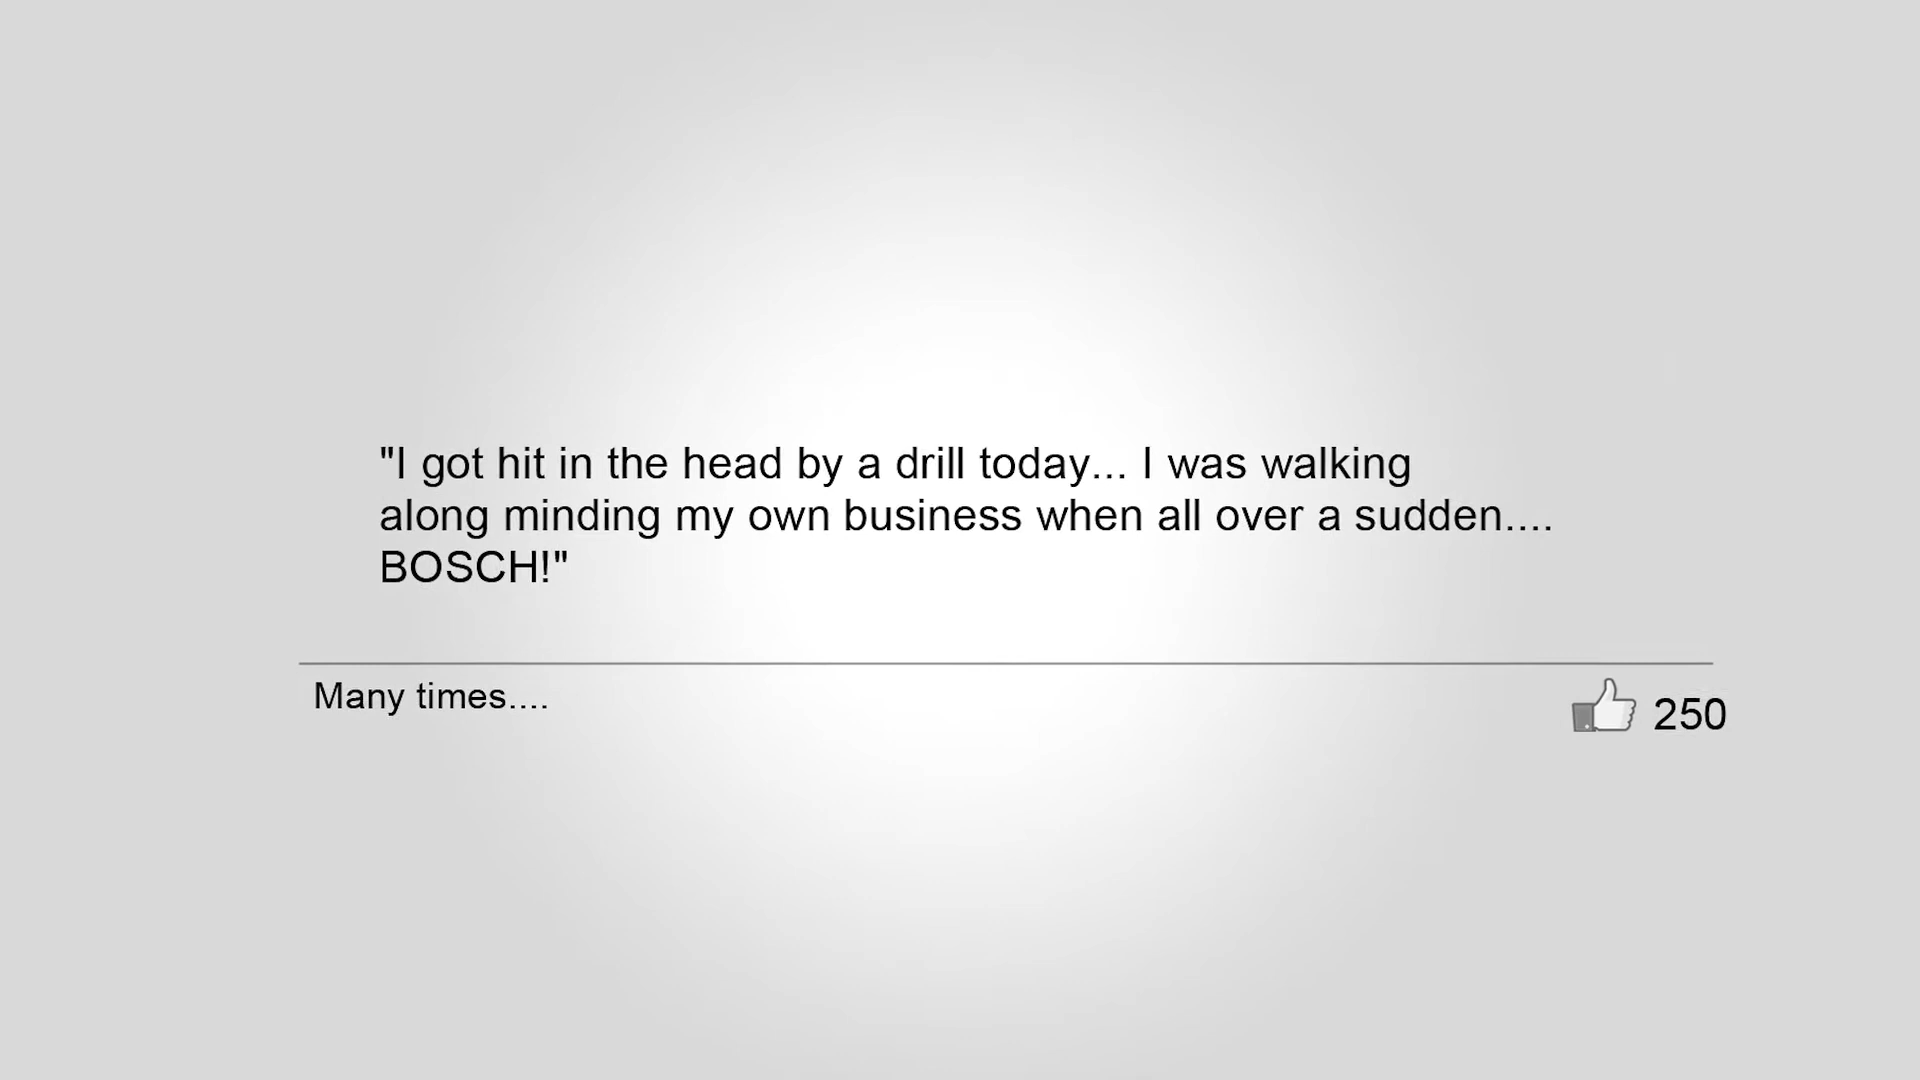 "I got hit in the head by a drill today... I was walking
along minding my own business when all over a sudden....
BOSCH!"
Many times....
250